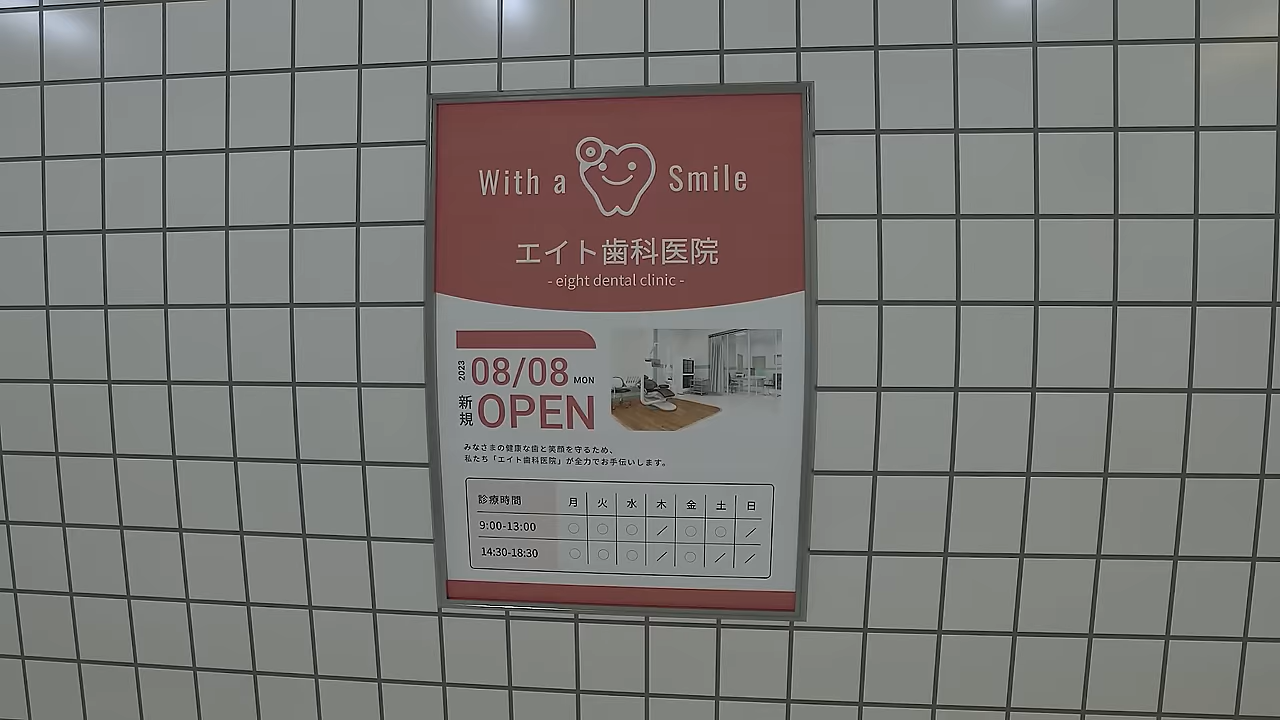 With a Smile
エイト歯科医院
- eight dental clinic -
2023 08/08 MON
新規 OPEN
みなさまの健康な歯と笑顔を守るため、
私たち「エイト歯科医院」が全力でお手伝いします。
診療時間 月 火 水 木 金 土 日
9:00-13:00 ○ ○ ○ / ○ ○ /
14:30-18:30 ○ ○ ○ / ○ / /